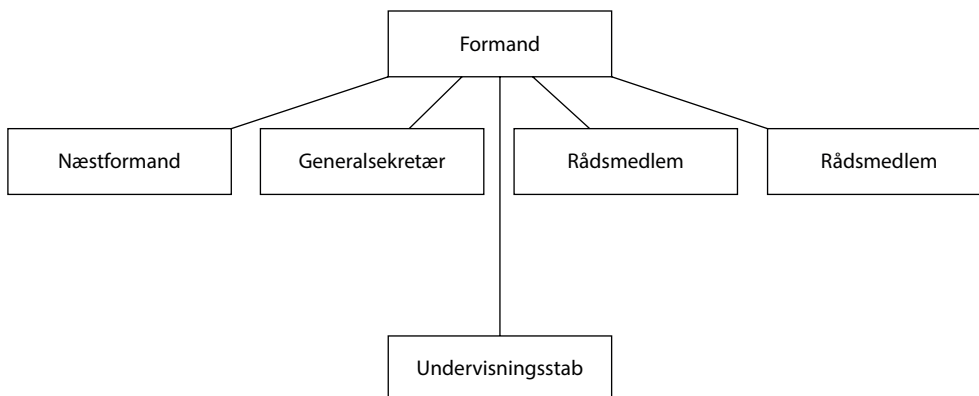 Formand
Næstformand
Generalsekretær
Rådsmedlem
Rådsmedlem
Undervisningsstab